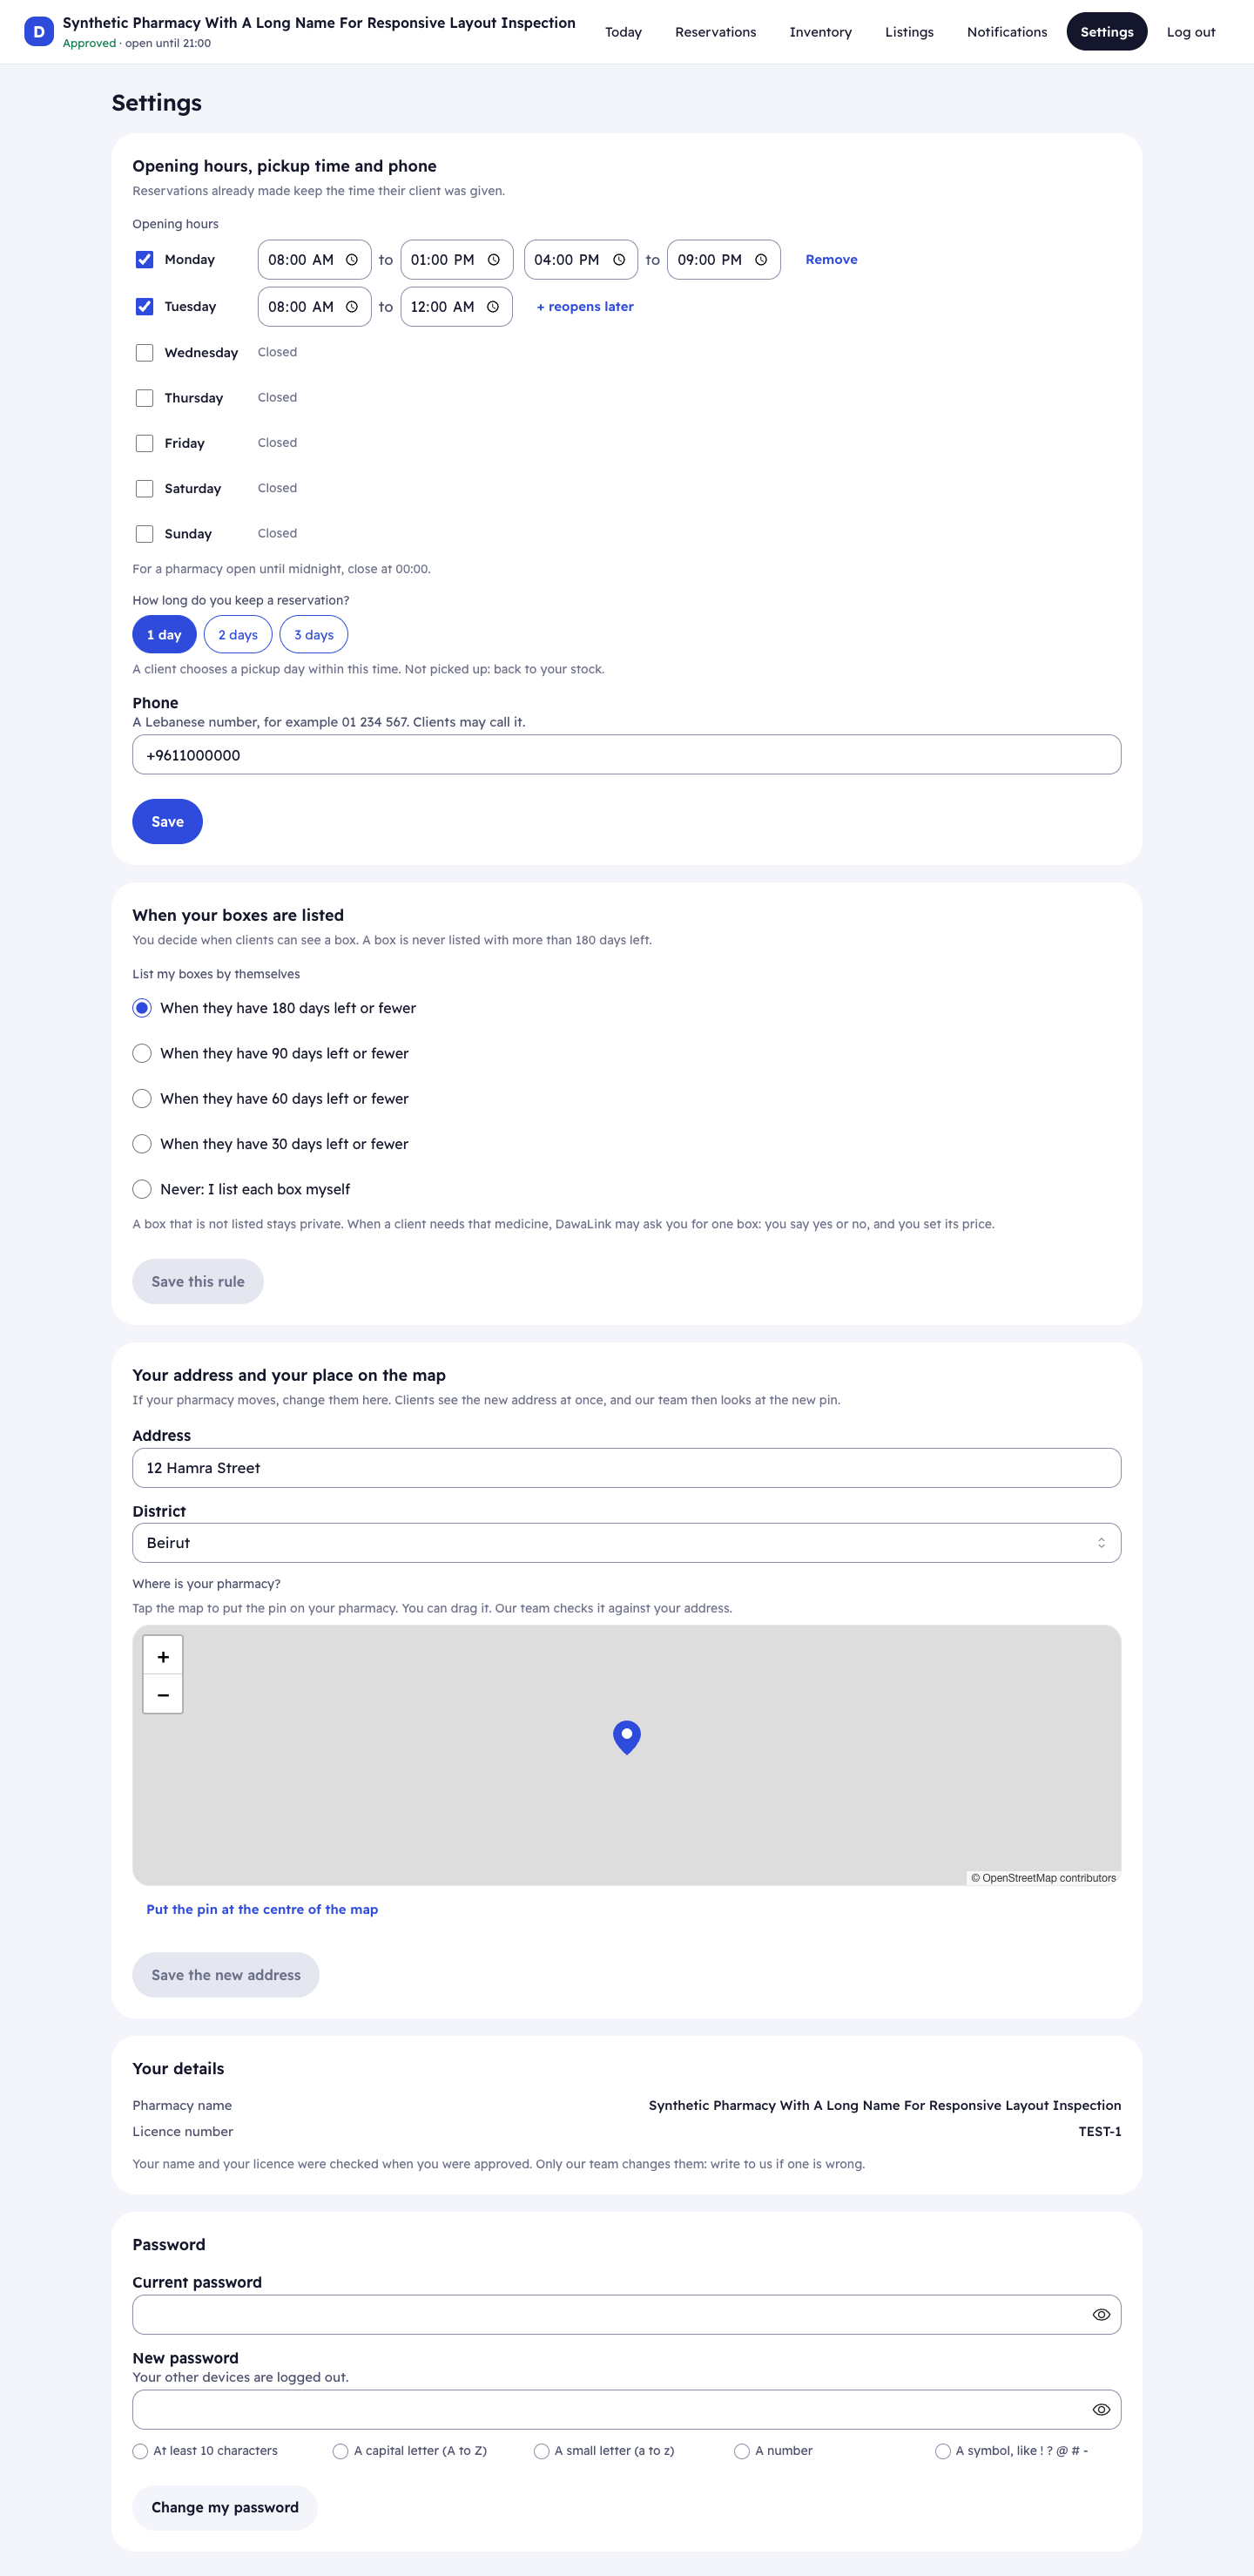 D
Synthetic Pharmacy With A Long Name For Responsive Layout Inspection
Approved · open until 21:00
Today
Reservations
Inventory
Listings
Notifications
Settings
Log out
Settings
Opening hours, pickup time and phone
Reservations already made keep the time their client was given.
Opening hours
Monday 08:00 AM to 01:00 PM 04:00 PM to 09:00 PM Remove
Tuesday 08:00 AM to 12:00 AM + reopens later
Wednesday Closed
Thursday Closed
Friday Closed
Saturday Closed
Sunday Closed
For a pharmacy open until midnight, close at 00:00.
How long do you keep a reservation?
1 day 2 days 3 days
A client chooses a pickup day within this time. Not picked up: back to your stock.
Phone
A Lebanese number, for example 01 234 567. Clients may call it.
+9611000000
Save
When your boxes are listed
You decide when clients can see a box. A box is never listed with more than 180 days left.
List my boxes by themselves
When they have 180 days left or fewer
When they have 90 days left or fewer
When they have 60 days left or fewer
When they have 30 days left or fewer
Never: I list each box myself
A box that is not listed stays private. When a client needs that medicine, DawaLink may ask you for one box: you say yes or no, and you set its price.
Save this rule
Your address and your place on the map
If your pharmacy moves, change them here. Clients see the new address at once, and our team then looks at the new pin.
Address
12 Hamra Street
District
Beirut
Where is your pharmacy?
Tap the map to put the pin on your pharmacy. You can drag it. Our team checks it against your address.
+
−
© OpenStreetMap contributors
Put the pin at the centre of the map
Save the new address
Your details
Pharmacy name Synthetic Pharmacy With A Long Name For Responsive Layout Inspection
Licence number TEST-1
Your name and your licence were checked when you were approved. Only our team changes them: write to us if one is wrong.
Password
Current password
New password
Your other devices are logged out.
At least 10 characters A capital letter (A to Z) A small letter (a to z) A number A symbol, like ! ? @ # -
Change my password